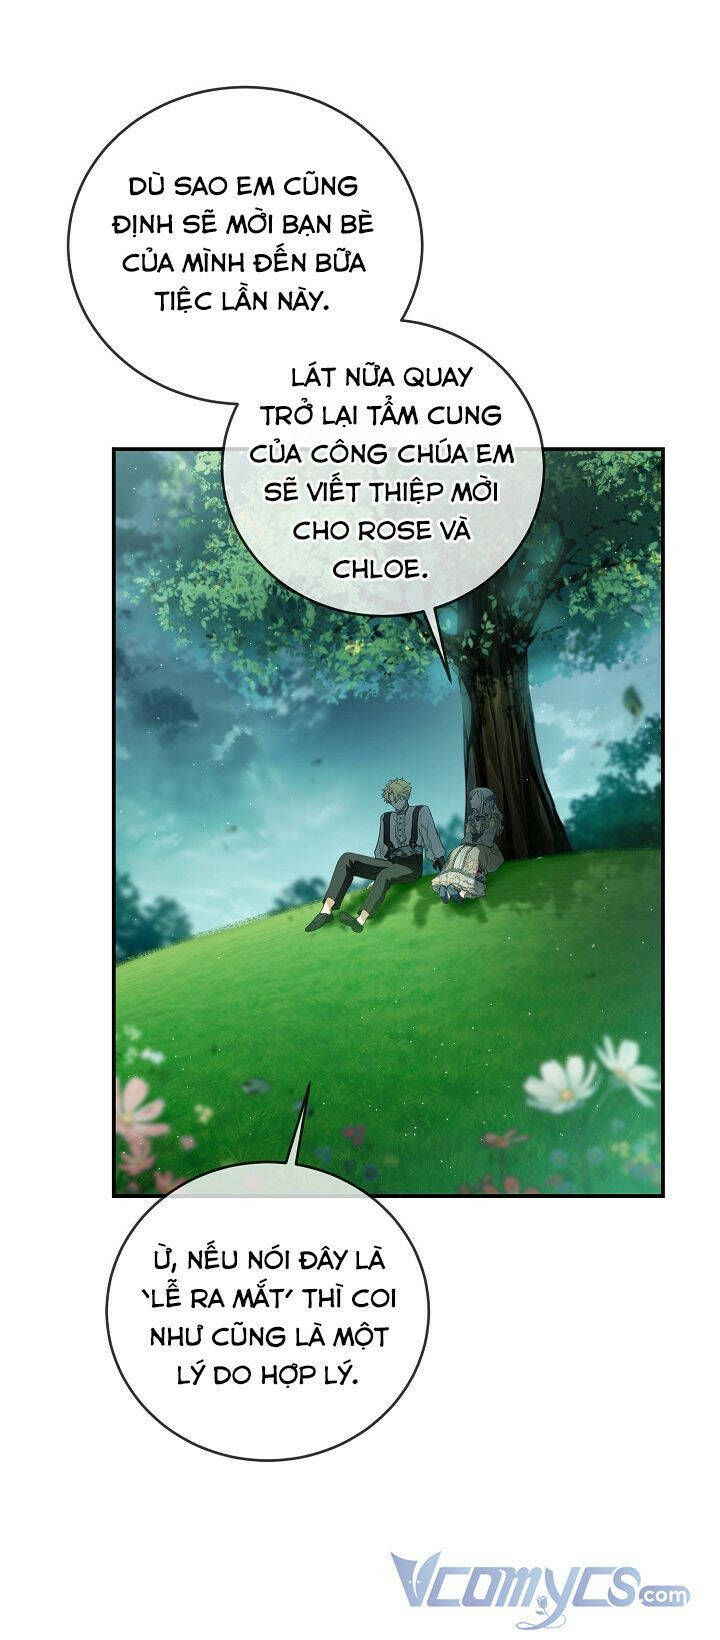 DÙ SAO EM CŨNG
ĐỊNH SẼ MỜI BẠN BÈ
CỦA MÌNH ĐẾN BỮA
TIỆC LẦN NÀY.
LÁT NỮA QUAY
TRỞ LẠI TẨM CUNG
CỦA CÔNG CHÚA EM
SẼ VIẾT THIỆP MỜI
CHO ROSE VÀ
CHLOE.
Ừ, NẾU NÓI ĐÂY LÀ
‘LỄ RA MẮT’ THÌ COI
NHƯ CŨNG LÀ MỘT
LÝ DO HỢP LÝ.
VCOMYCS.com